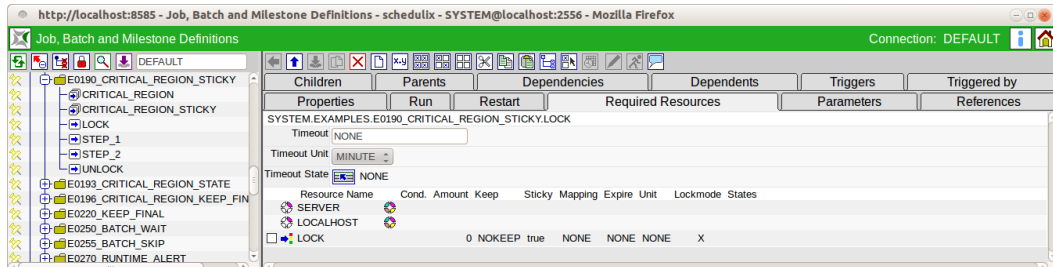 http://localhost:8585 - Job, Batch and Milestone Definitions - schedulix - SYSTEM@localhost:2556 - Mozilla Firefox
Job, Batch and Milestone Definitions
Connection: DEFAULT
DEFAULT
x,y
E0190_CRITICAL_REGION_STICKY
CRITICAL_REGION
CRITICAL_REGION_STICKY
LOCK
STEP_1
STEP_2
UNLOCK
E0193_CRITICAL_REGION_STATE
E0196_CRITICAL_REGION_KEEP_FIN
E0220_KEEP_FINAL
E0250_BATCH_WAIT
E0255_BATCH_SKIP
E0270_RUNTIME_ALERT
Children Parents Dependencies Dependents Triggers Triggered by
Properties Run Restart Required Resources Parameters References
SYSTEM.EXAMPLES.E0190_CRITICAL_REGION_STICKY.LOCK
Timeout NONE
Timeout Unit MINUTE
Timeout State NONE
Resource Name Cond. Amount Keep Sticky Mapping Expire Unit Lockmode States
SERVER
LOCALHOST
LOCK 0 NOKEEP true NONE NONE NONE X